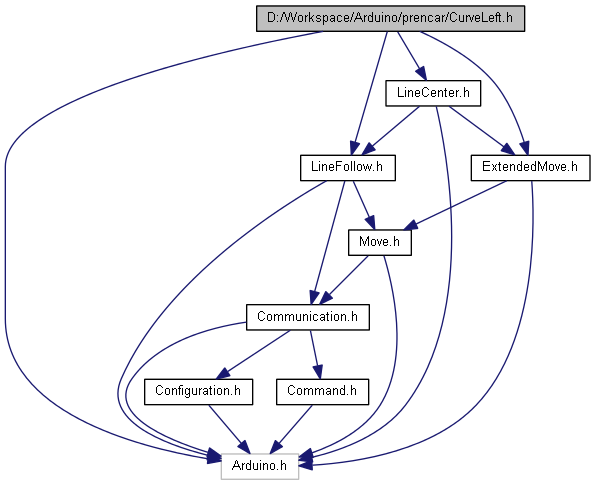 D:/Workspace/Arduino/prencar/CurveLeft.h
LineCenter.h
LineFollow.h
ExtendedMove.h
Move.h
Communication.h
Configuration.h
Command.h
Arduino.h